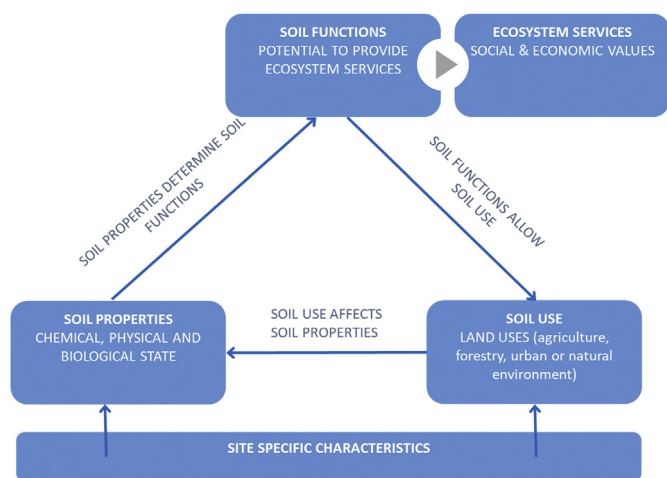 SOIL FUNCTIONS
POTENTIAL TO PROVIDE
ECOSYSTEM SERVICES
ECOSYSTEM SERVICES
SOCIAL & ECONOMIC VALUES
SOIL PROPERTIES DETERMINE SOIL
FUNCTIONS
SOIL FUNCTIONS ALLOW
SOIL USE
SOIL PROPERTIES
CHEMICAL, PHYSICAL AND
BIOLOGICAL STATE
SOIL USE AFFECTS
SOIL PROPERTIES
SOIL USE
LAND USES (agriculture,
forestry, urban or natural
environment)
SITE SPECIFIC CHARACTERISTICS